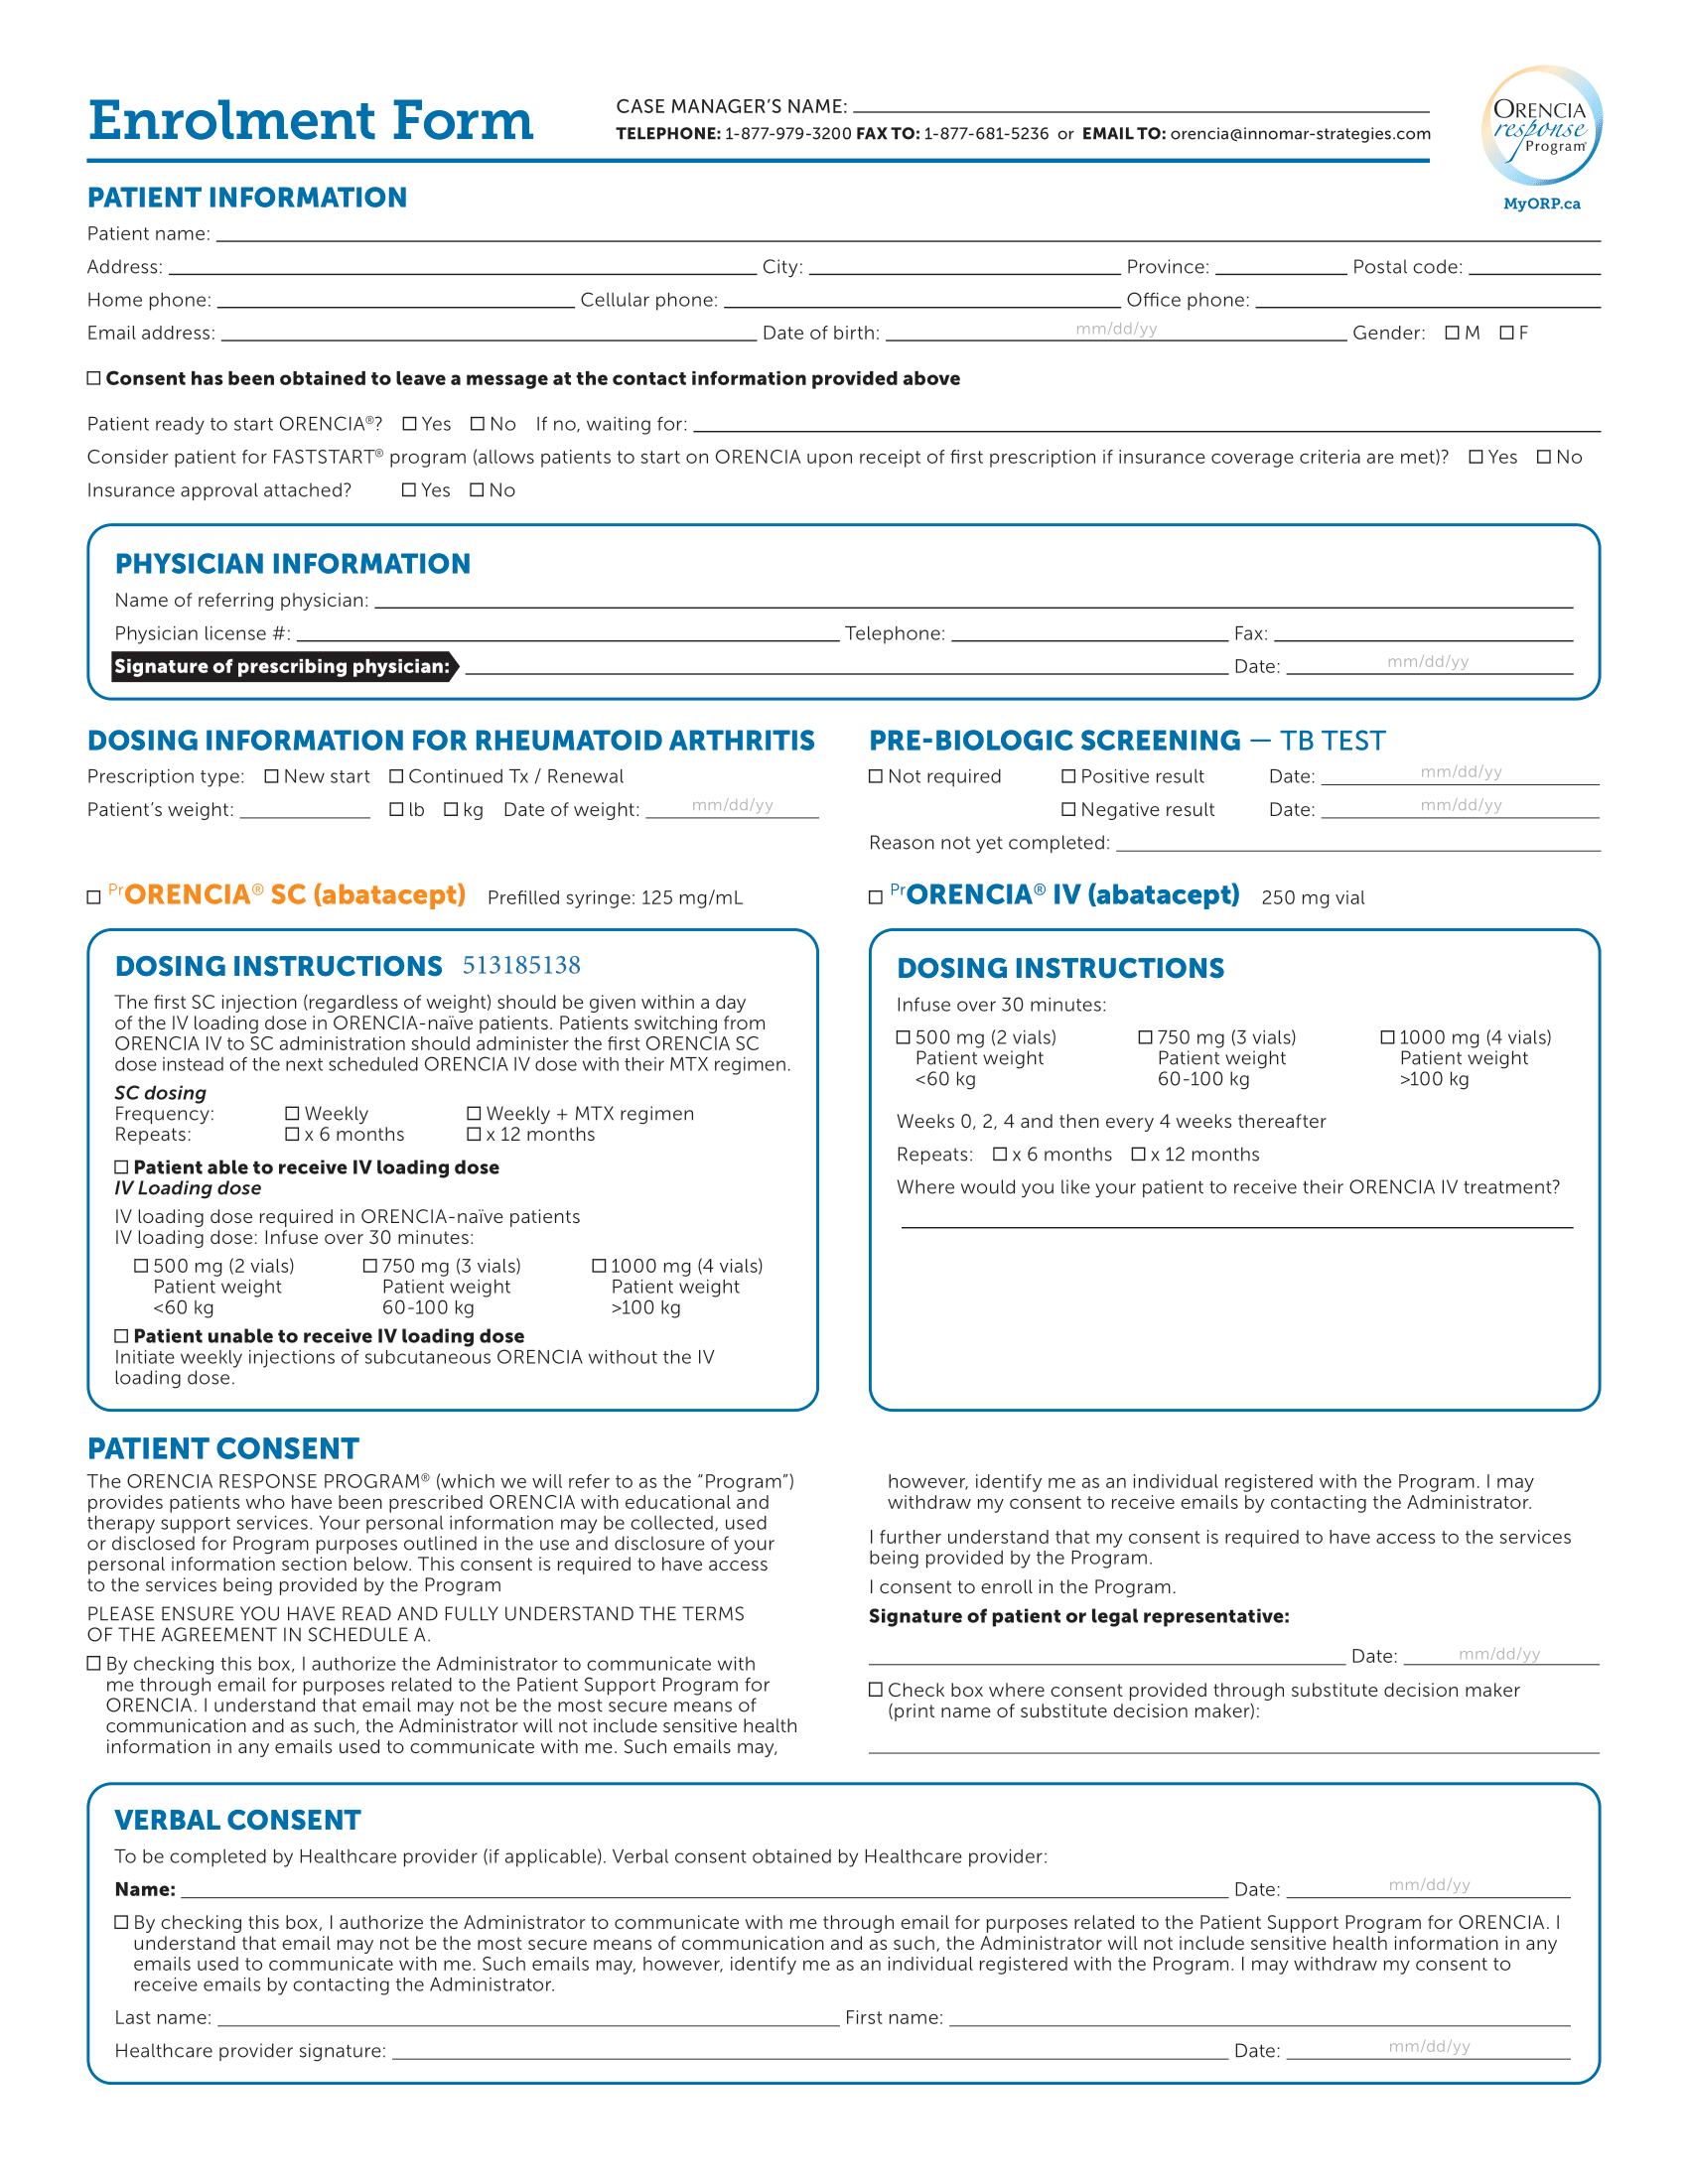 Enrolment Form
CASE MANAGER'S NAME:
TELEPHONE: 1-877-979-3200 FAX TO: 1-877-681-5236 or EMAIL TO: orencia@innomar-strategies.com
ORENCIA
response
Program
MyORP.ca
PATIENT INFORMATION
Patient name:
Address: City: Province: Postal code:
Home phone: Cellular phone: Office phone:
Email address: Date of birth: mm/dd/yy Gender: ☐ M ☐ F
☐ Consent has been obtained to leave a message at the contact information provided above
Patient ready to start ORENCIA®? ☐ Yes ☐ No If no, waiting for:
Consider patient for FASTSTART® program (allows patients to start on ORENCIA upon receipt of first prescription if insurance coverage criteria are met)? ☐ Yes ☐ No
Insurance approval attached? ☐ Yes ☐ No
PHYSICIAN INFORMATION
Name of referring physician:
Physician license #: Telephone: Fax:
Signature of prescribing physician: Date: mm/dd/yy
DOSING INFORMATION FOR RHEUMATOID ARTHRITIS
Prescription type: ☐ New start ☐ Continued Tx / Renewal
Patient's weight: ☐ lb ☐ kg Date of weight: mm/dd/yy
PRE-BIOLOGIC SCREENING — TB TEST
☐ Not required ☐ Positive result Date: mm/dd/yy
☐ Negative result Date: mm/dd/yy
Reason not yet completed:
☐ PrORENCIA® SC (abatacept) Prefilled syringe: 125 mg/mL
DOSING INSTRUCTIONS 513185138
The first SC injection (regardless of weight) should be given within a day
of the IV loading dose in ORENCIA-naïve patients. Patients switching from
ORENCIA IV to SC administration should administer the first ORENCIA SC
dose instead of the next scheduled ORENCIA IV dose with their MTX regimen.
SC dosing
Frequency: ☐ Weekly ☐ Weekly + MTX regimen
Repeats: ☐ x 6 months ☐ x 12 months
☐ Patient able to receive IV loading dose
IV Loading dose
IV loading dose required in ORENCIA-naïve patients
IV loading dose: Infuse over 30 minutes:
☐ 500 mg (2 vials) ☐ 750 mg (3 vials) ☐ 1000 mg (4 vials)
Patient weight Patient weight Patient weight
<60 kg 60-100 kg >100 kg
☐ Patient unable to receive IV loading dose
Initiate weekly injections of subcutaneous ORENCIA without the IV
loading dose.
☐ PrORENCIA® IV (abatacept) 250 mg vial
DOSING INSTRUCTIONS
Infuse over 30 minutes:
☐ 500 mg (2 vials) ☐ 750 mg (3 vials) ☐ 1000 mg (4 vials)
Patient weight Patient weight Patient weight
<60 kg 60-100 kg >100 kg
Weeks 0, 2, 4 and then every 4 weeks thereafter
Repeats: ☐ x 6 months ☐ x 12 months
Where would you like your patient to receive their ORENCIA IV treatment?
PATIENT CONSENT
The ORENCIA RESPONSE PROGRAM® (which we will refer to as the "Program")
provides patients who have been prescribed ORENCIA with educational and
therapy support services. Your personal information may be collected, used
or disclosed for Program purposes outlined in the use and disclosure of your
personal information section below. This consent is required to have access
to the services being provided by the Program
PLEASE ENSURE YOU HAVE READ AND FULLY UNDERSTAND THE TERMS
OF THE AGREEMENT IN SCHEDULE A.
☐ By checking this box, I authorize the Administrator to communicate with
me through email for purposes related to the Patient Support Program for
ORENCIA. I understand that email may not be the most secure means of
communication and as such, the Administrator will not include sensitive health
information in any emails used to communicate with me. Such emails may,
however, identify me as an individual registered with the Program. I may
withdraw my consent to receive emails by contacting the Administrator.
I further understand that my consent is required to have access to the services
being provided by the Program.
I consent to enroll in the Program.
Signature of patient or legal representative:
Date: mm/dd/yy
☐ Check box where consent provided through substitute decision maker
(print name of substitute decision maker):
VERBAL CONSENT
To be completed by Healthcare provider (if applicable). Verbal consent obtained by Healthcare provider:
Name: Date: mm/dd/yy
☐ By checking this box, I authorize the Administrator to communicate with me through email for purposes related to the Patient Support Program for ORENCIA. I
understand that email may not be the most secure means of communication and as such, the Administrator will not include sensitive health information in any
emails used to communicate with me. Such emails may, however, identify me as an individual registered with the Program. I may withdraw my consent to
receive emails by contacting the Administrator.
Last name: First name:
Healthcare provider signature: Date: mm/dd/yy